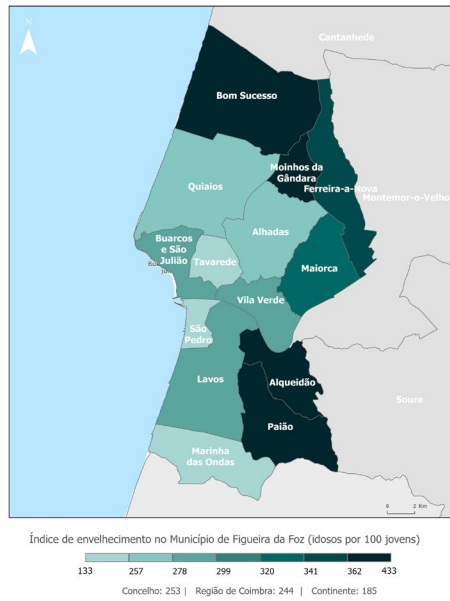 N
Cantanhede
Bom Sucesso
Moinhos da
Gândara
Ferreira-a-Nova
Montemor-o-Velho
Quiaios
Alhadas
Buarcos
e São
Julião
Tavarede
Maiorca
Vila Verde
São
Pedro
Lavos
Alqueidão
Soure
Paião
Marinha
das Ondas
0 2 Km
Índice de envelhecimento no Município de Figueira da Foz (idosos por 100 jovens)
133 257 278 299 320 341 362 433
Concelho: 253 | Região de Coimbra: 244 | Continente: 185